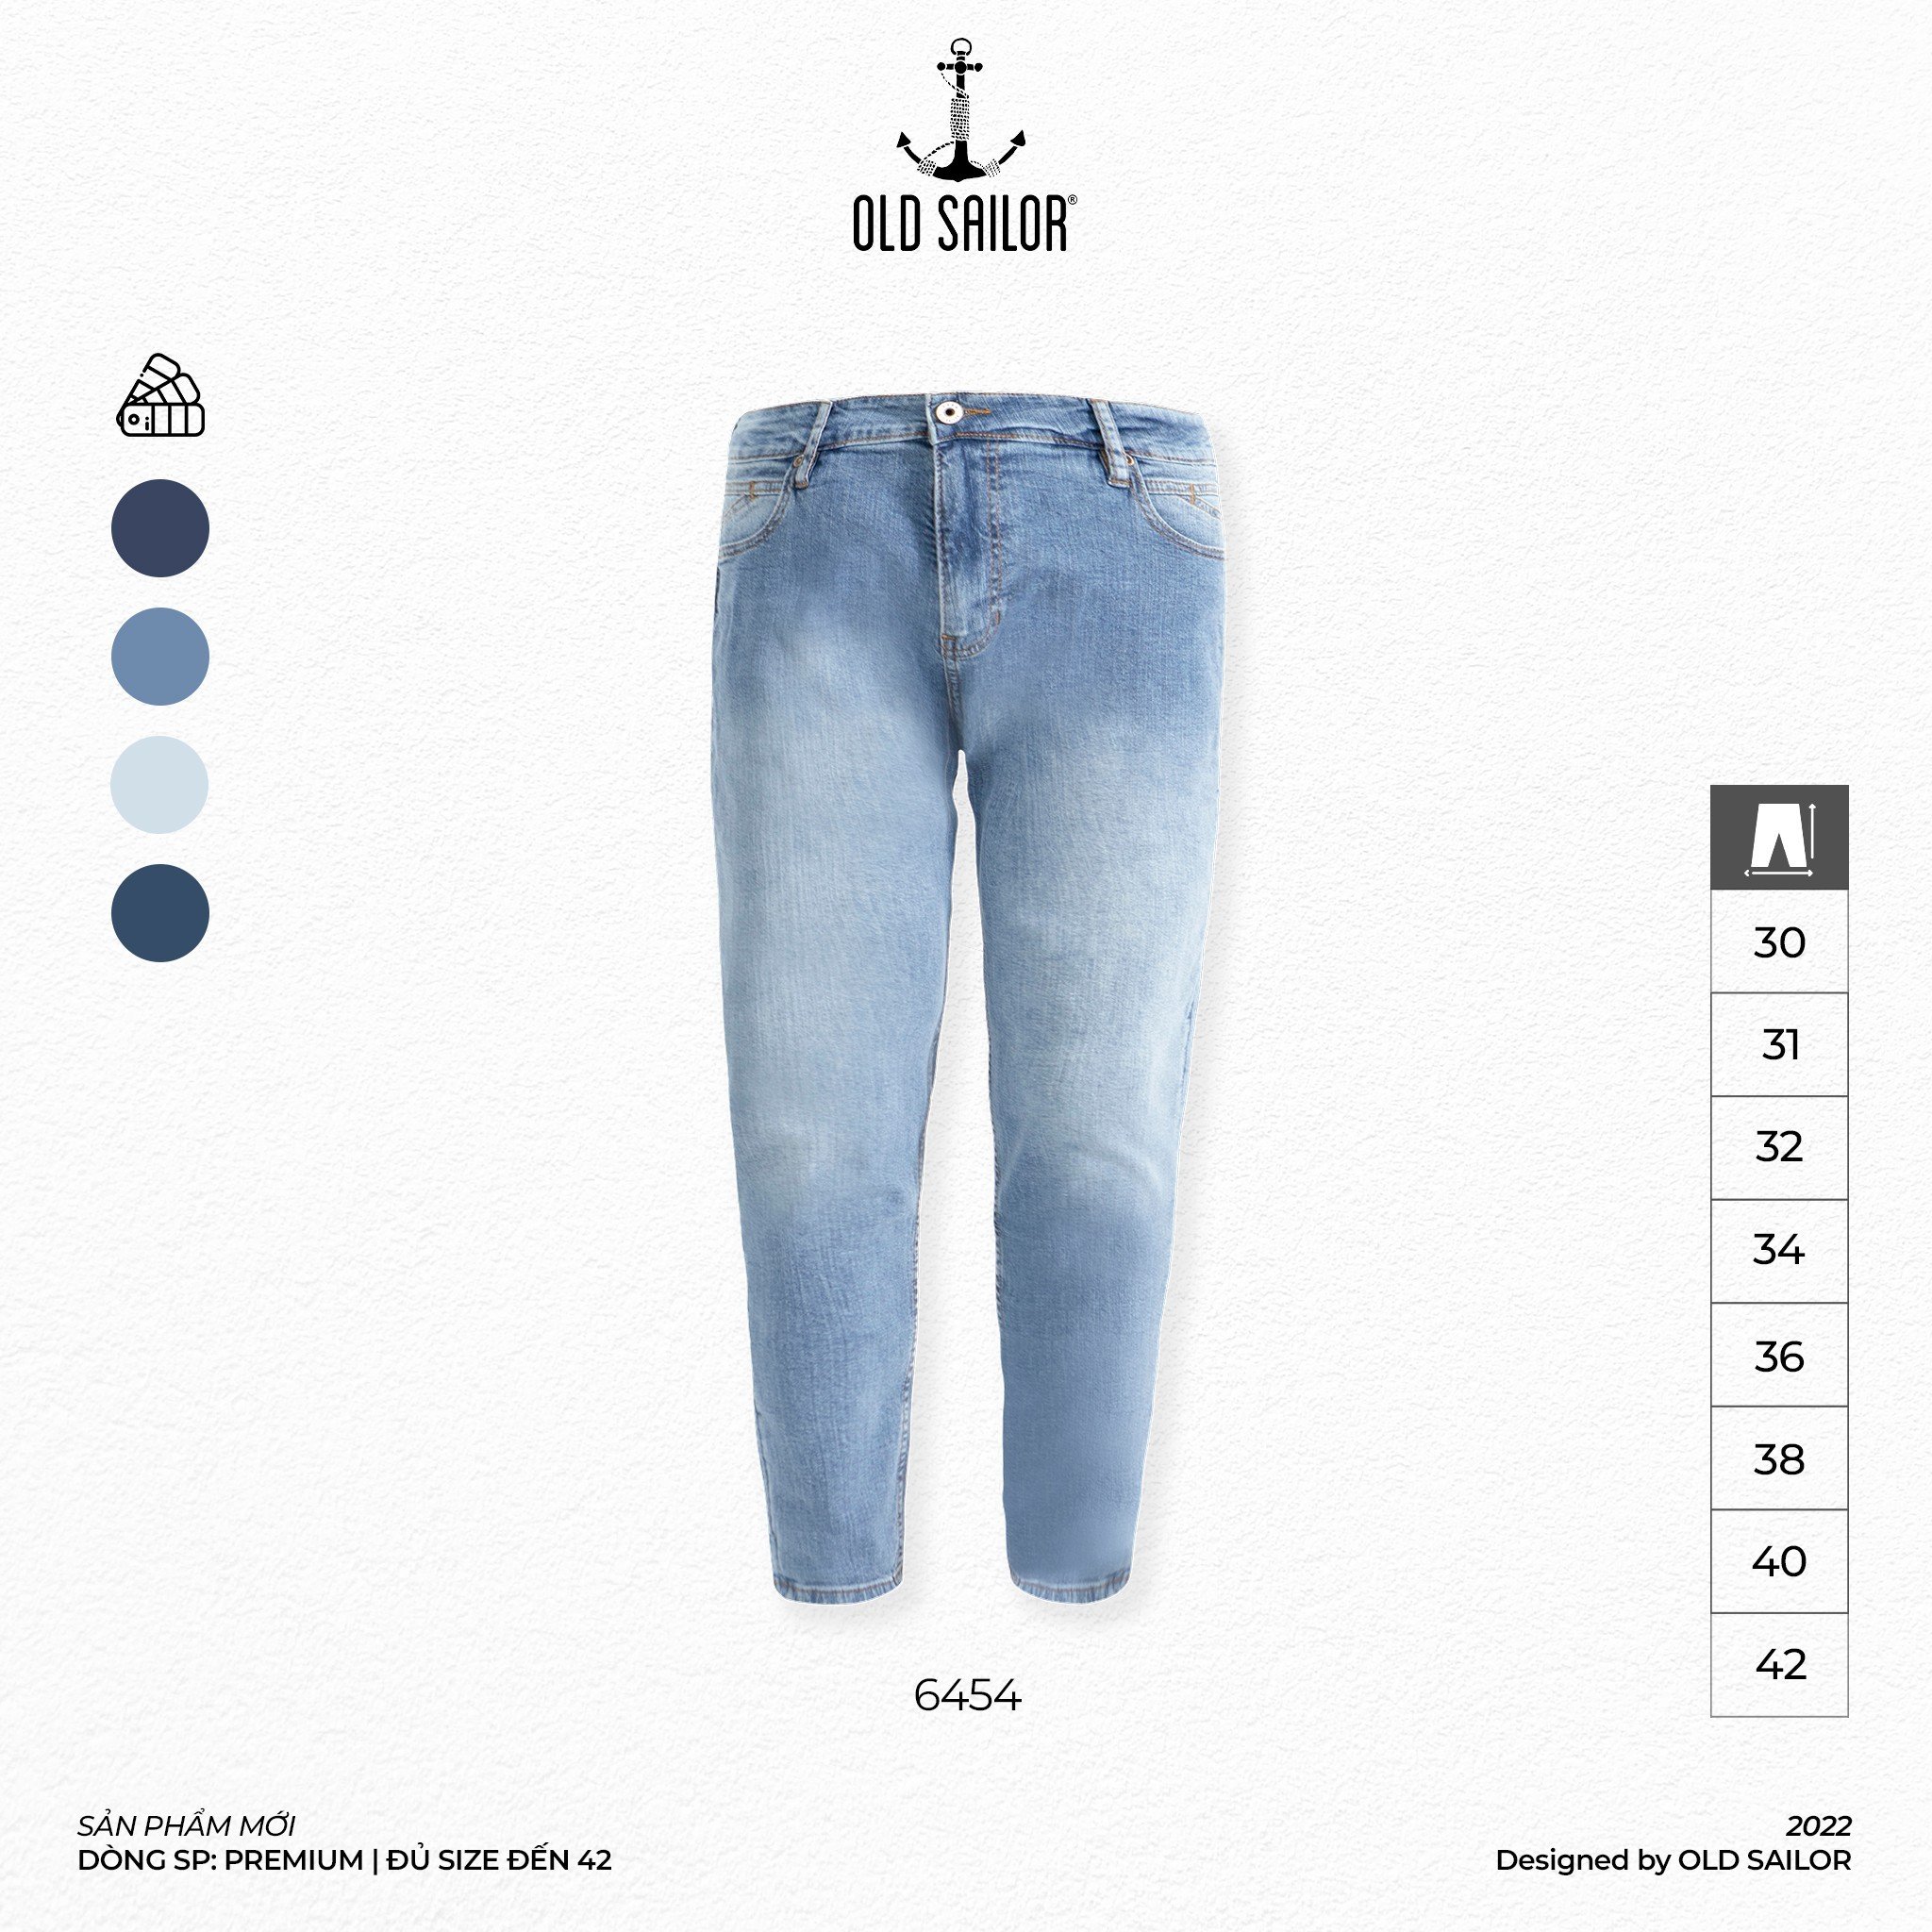 OLD SAILOR®
30
31
32
34
36
38
40
42
6454
SẢN PHẨM MỚI
DÒNG SP: PREMIUM | ĐỦ SIZE ĐẾN 42
2022
Designed by OLD SAILOR